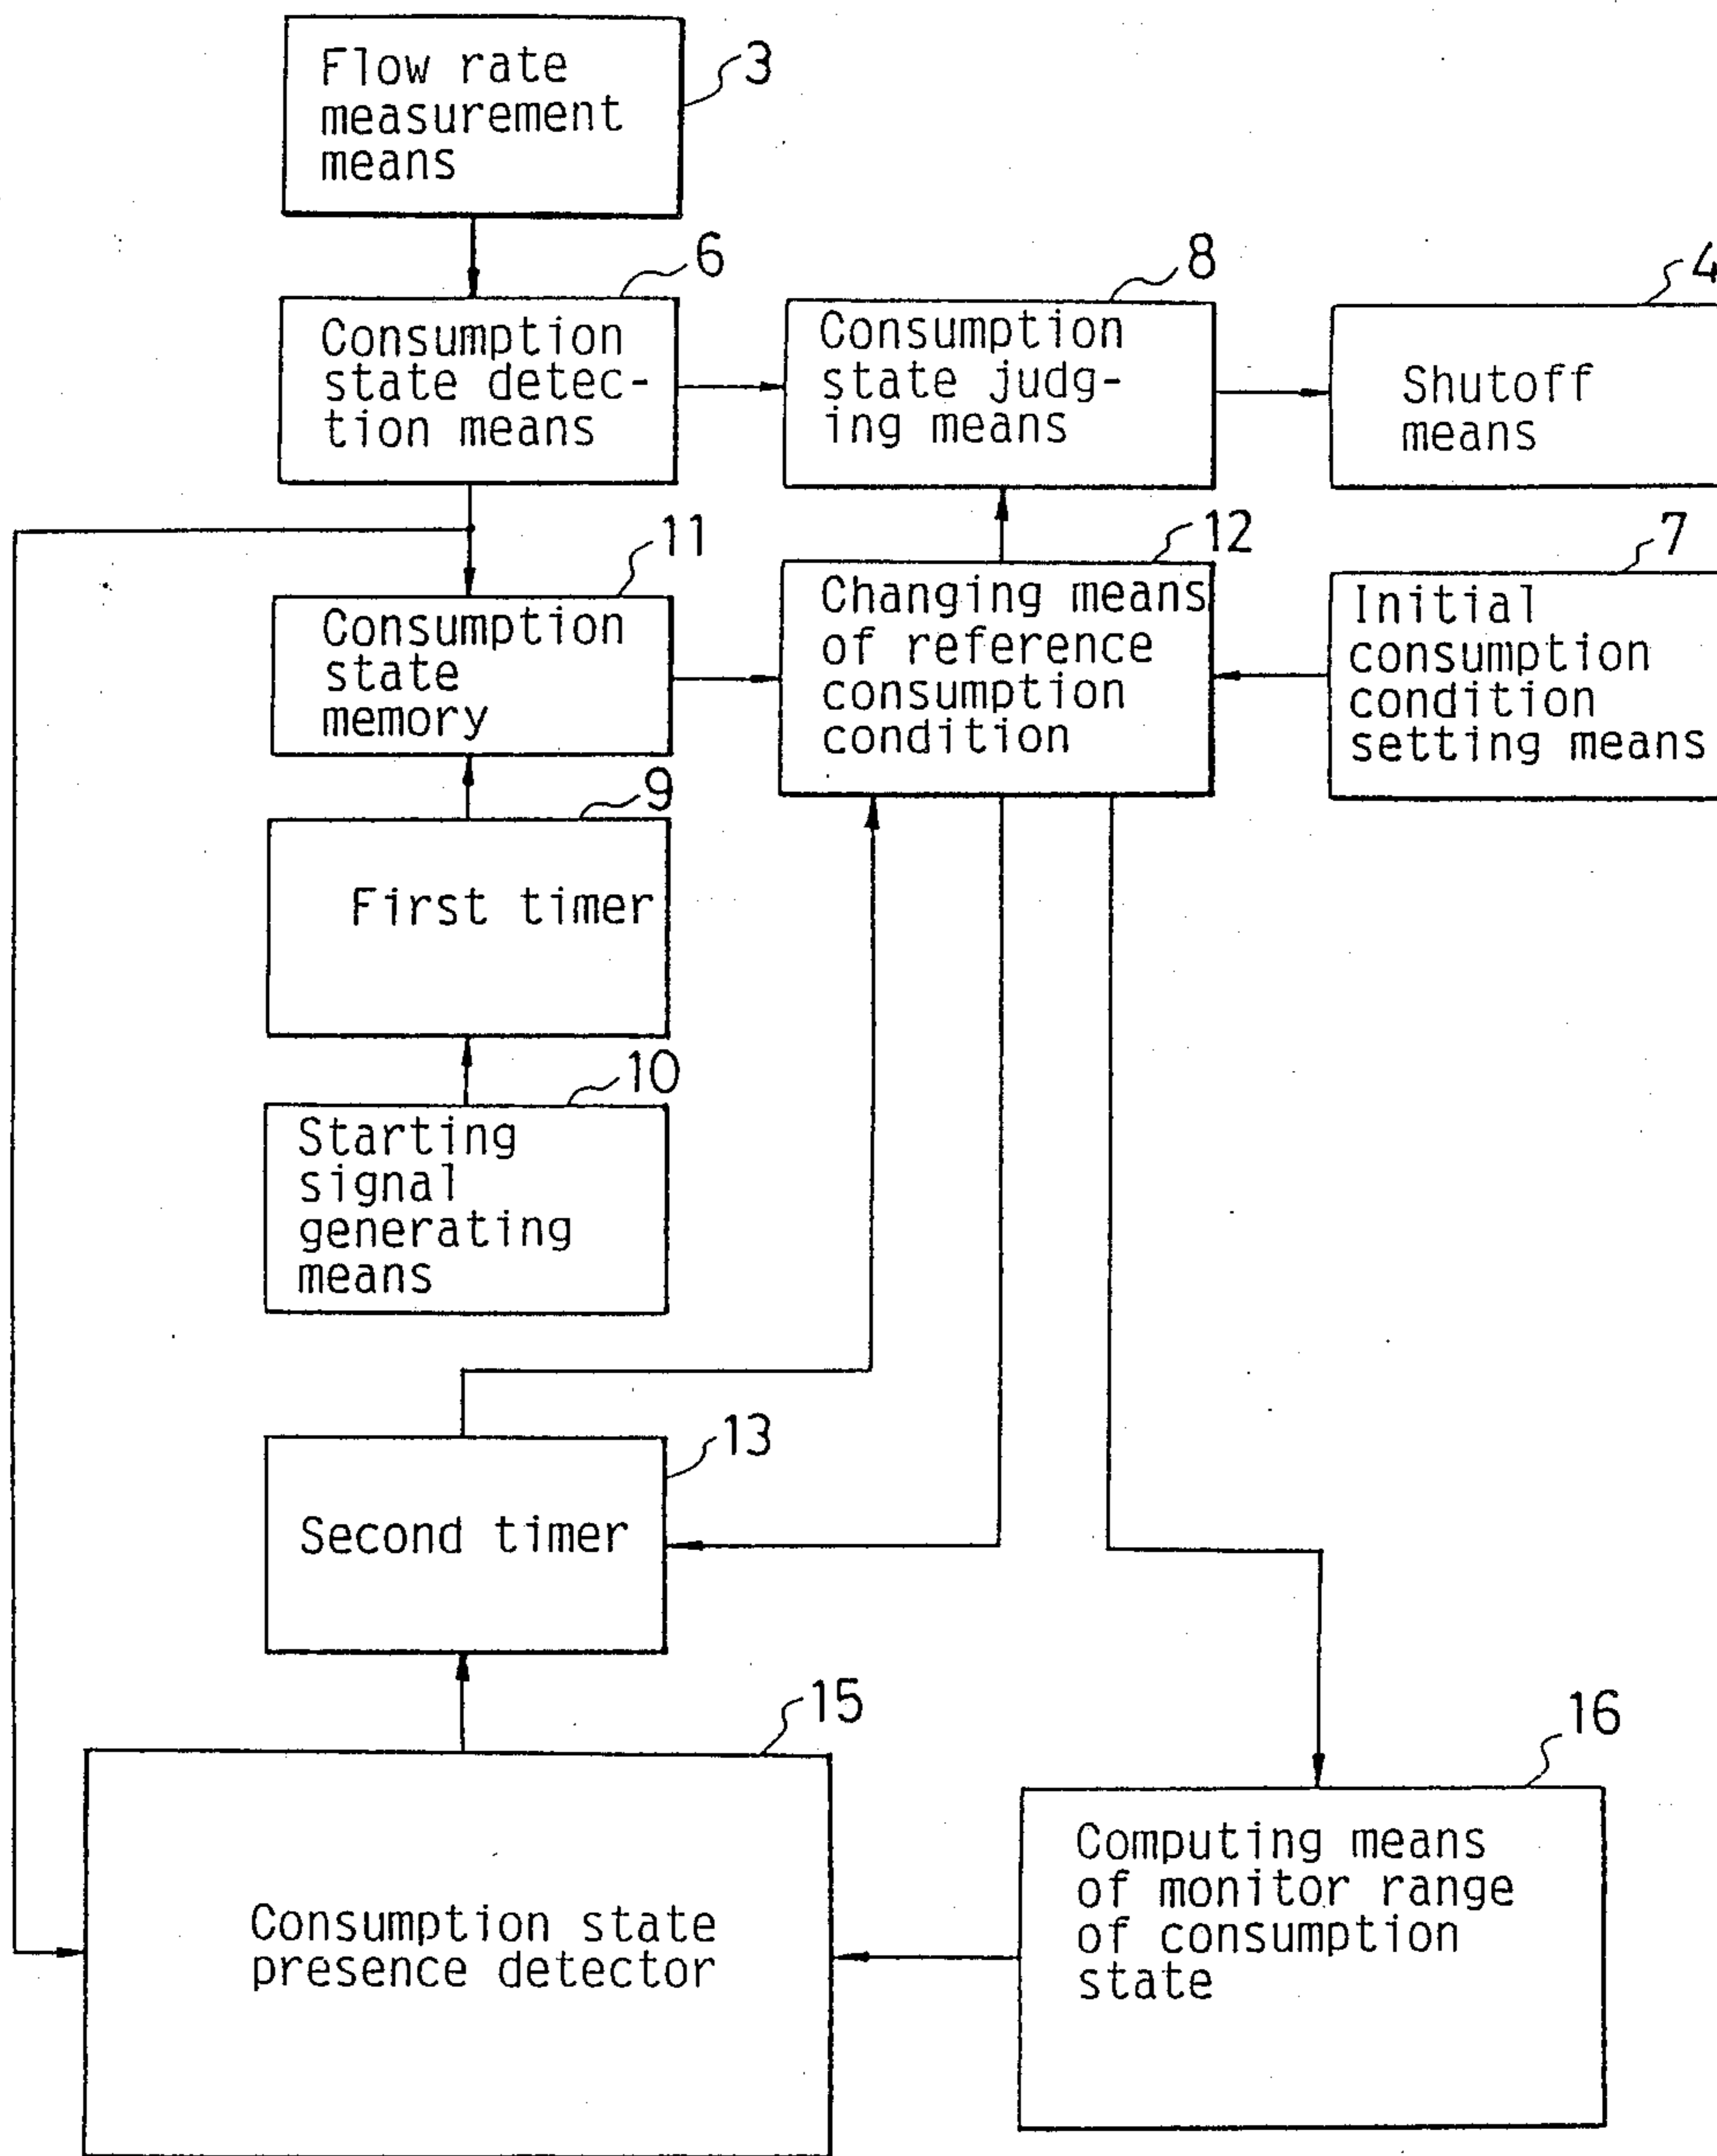 Flow rate
measurement
means
3
6
Consumption
state detec-
tion means
8
Consumption
state judg-
ing means
4
Shutoff
means
11
Consumption
state
memory
12
Changing means
of reference
consumption
condition
7
Initial
consumption
condition
setting means
9
First timer
10
Starting
signal
generating
means
13
Second timer
15
Consumption state
presence detector
16
Computing means
of monitor range
of consumption
state